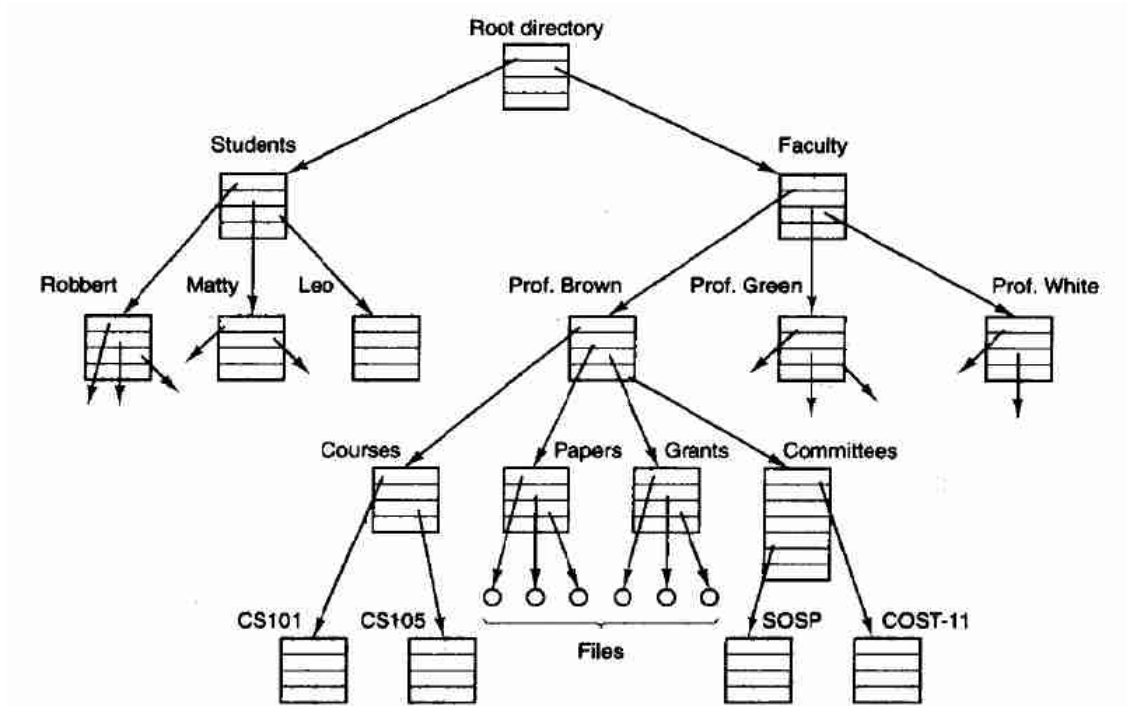 Root directory
Students Faculty
Robbert Matty Leo Prof. Brown Prof. Green Prof. White
Courses Papers Grants Committees
CS101 CS105 SOSP COST-11
Files